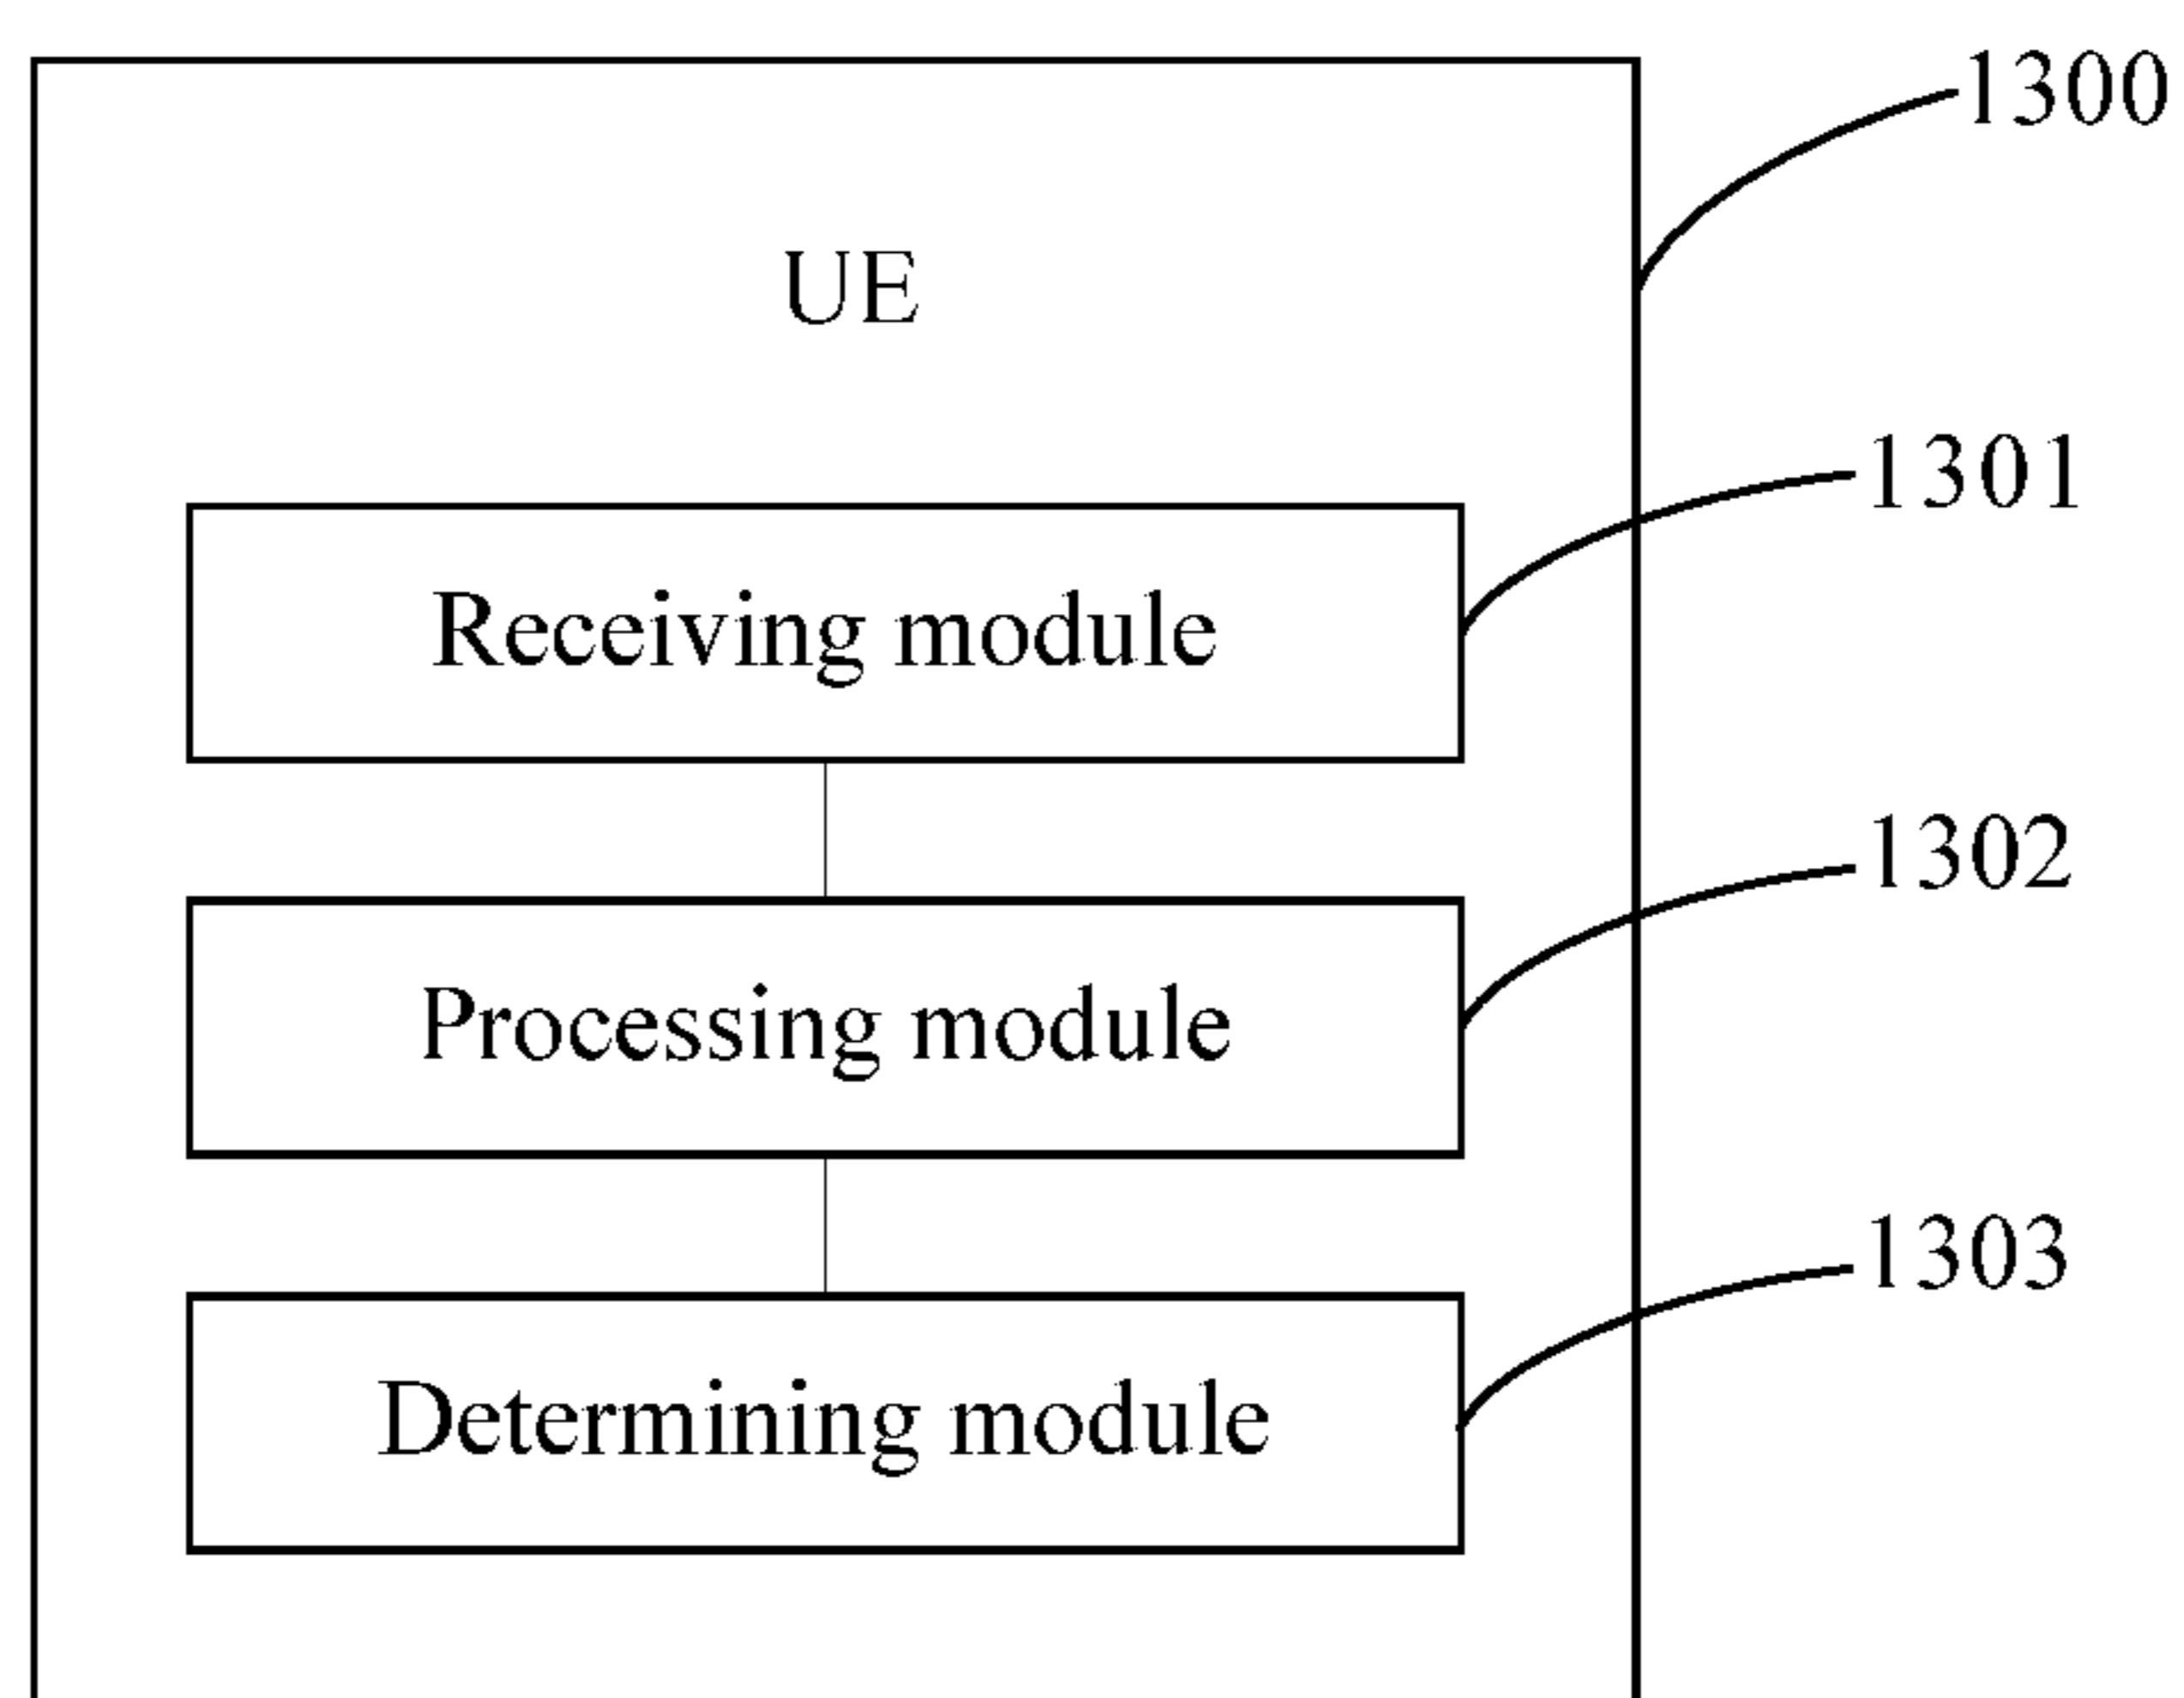 1300
UE
1301
Receiving module
1302
Processing module
1303
Determining module